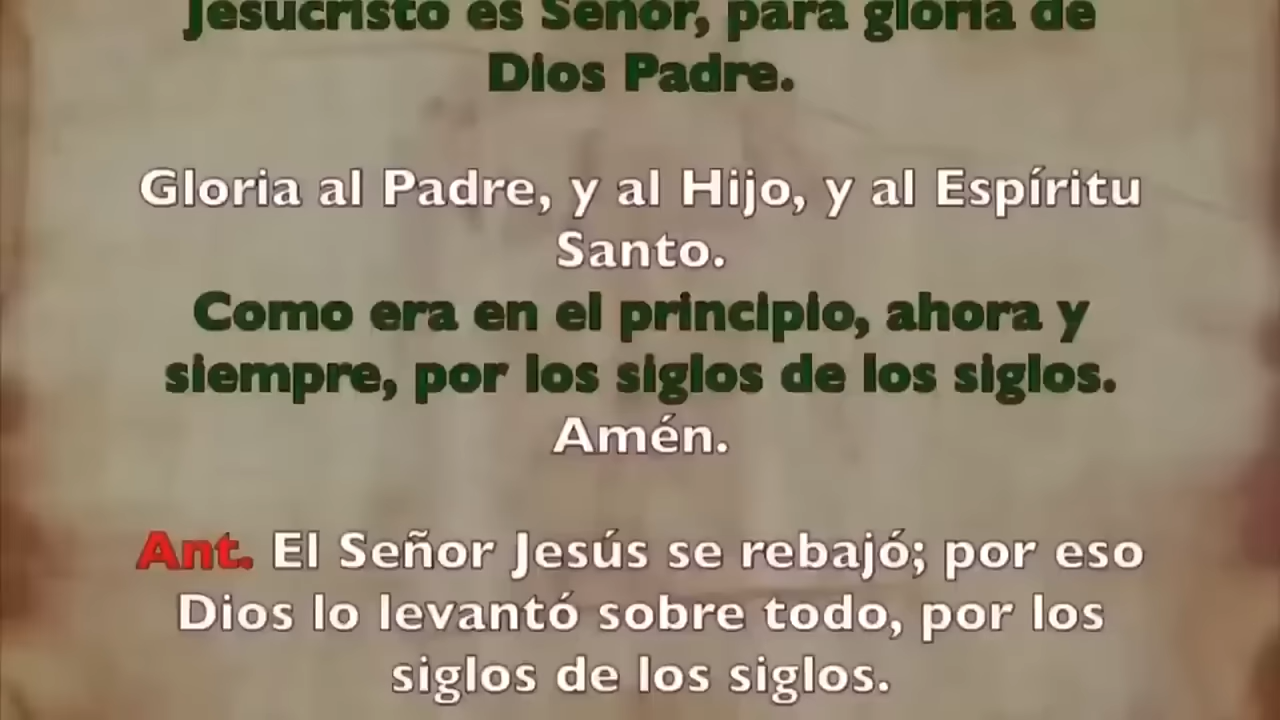 Jesucristo es Señor, para gloria de
Dios Padre.
Gloria al Padre, y al Hijo, y al Espíritu
Santo.
Como era en el principio, ahora y
siempre, por los siglos de los siglos.
Amén.
Ant. El Señor Jesús se rebajó; por eso
Dios lo levantó sobre todo, por los
siglos de los siglos.